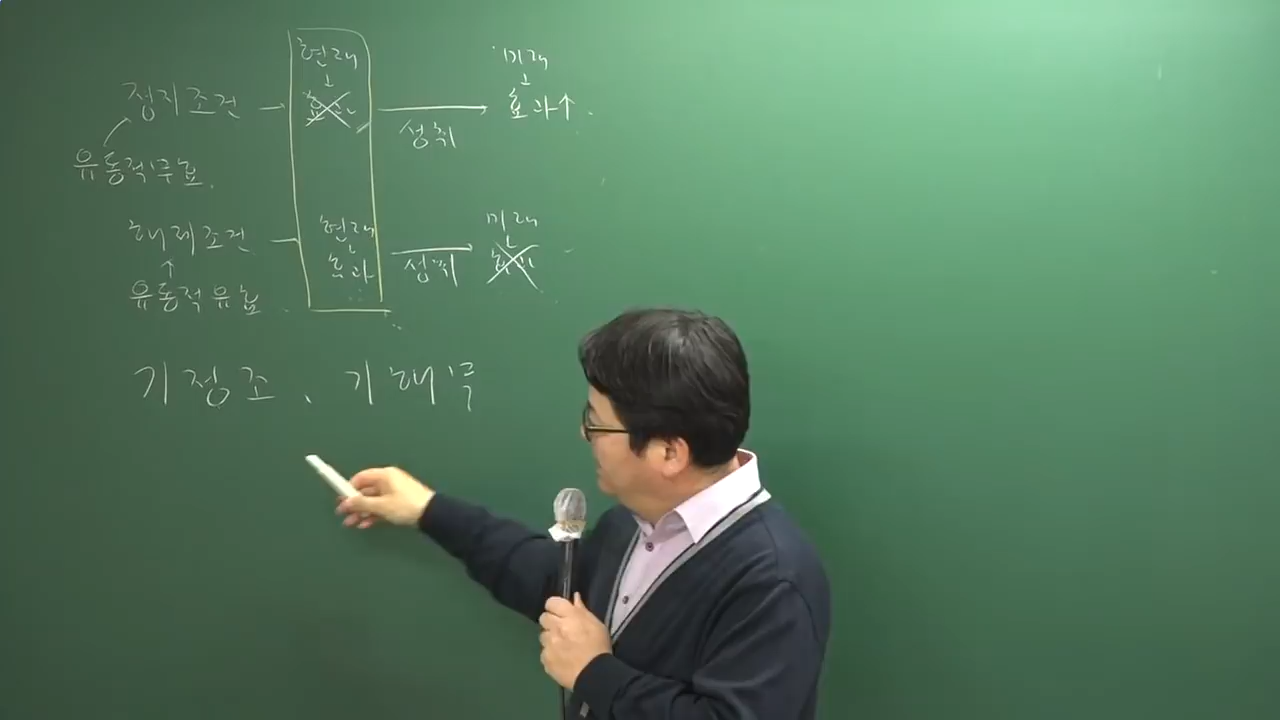 현재 미래
정지조건 — 효과 → 효과↑
성취
유동적무효.
현재 미래
해제조건 — 효과 → 효과
성취
유동적유효.
기정조、기해무